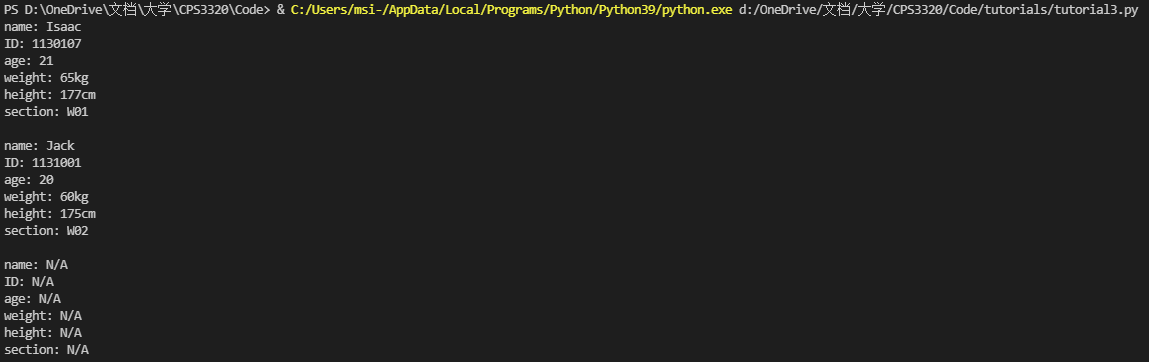 PS D:\OneDrive\文档\大学\CPS3320\Code> & C:/Users/msi-/AppData/Local/Programs/Python/Python39/python.exe d:/OneDrive/文档/大学/CPS3320/Code/tutorials/tutorial3.py
name: Isaac
ID: 1130107
age: 21
weight: 65kg
height: 177cm
section: W01

name: Jack
ID: 1131001
age: 20
weight: 60kg
height: 175cm
section: W02

name: N/A
ID: N/A
age: N/A
weight: N/A
height: N/A
section: N/A